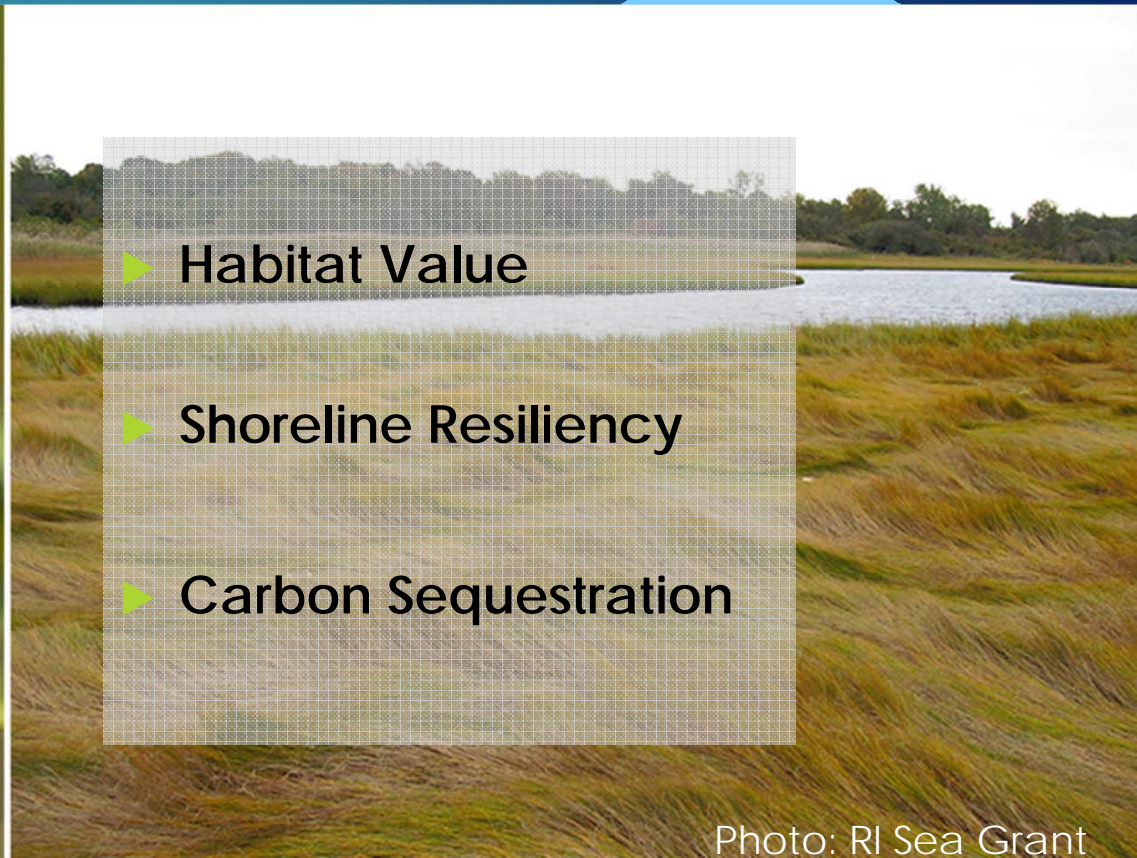 Habitat Value
Shoreline Resiliency
Carbon Sequestration
Photo: RI Sea Grant